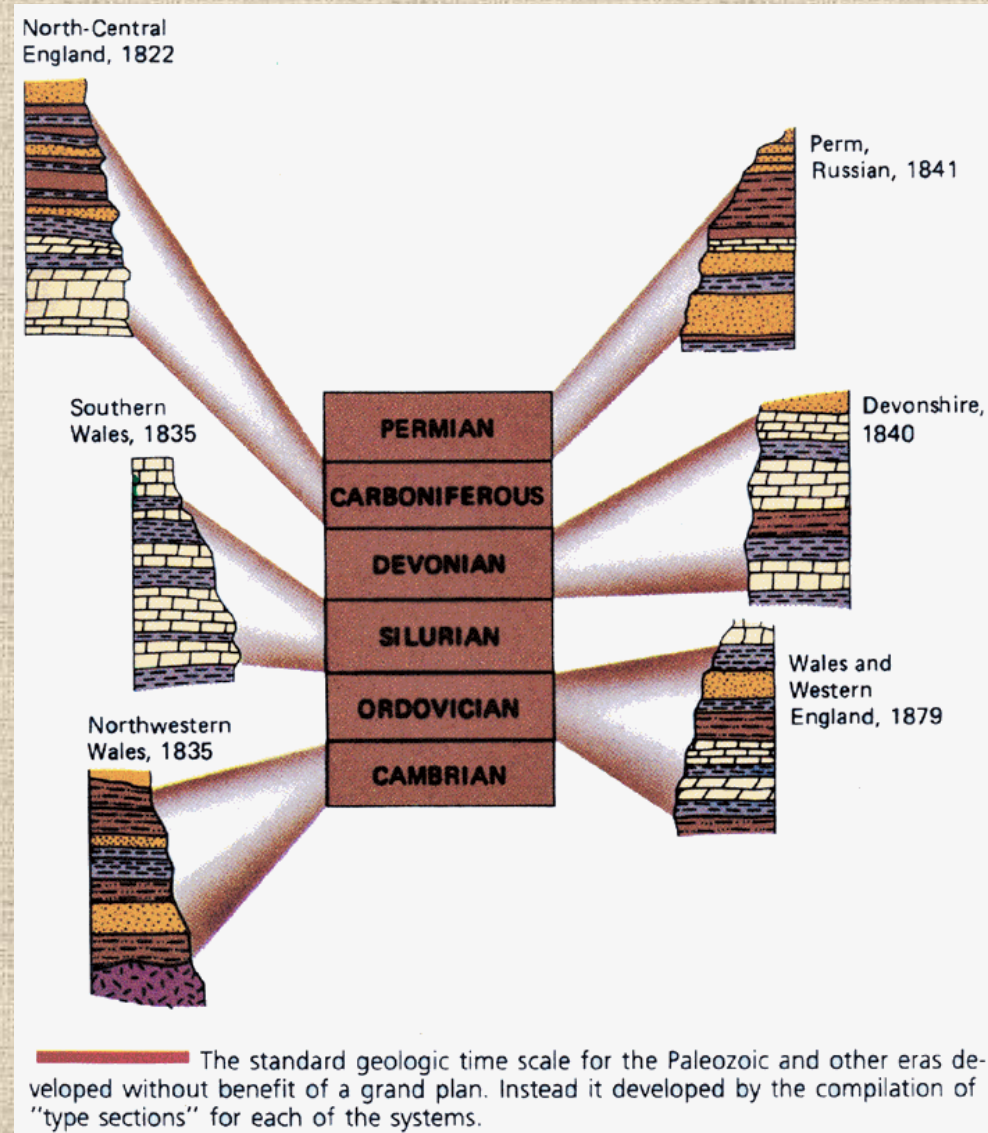 North-Central
England, 1822
Perm,
Russian, 1841
Southern
Wales, 1835
Devonshire,
1840
PERMIAN
CARBONIFEROUS
DEVONIAN
SILURIAN
ORDOVICIAN
CAMBRIAN
Wales and
Western
England, 1879
Northwestern
Wales, 1835
The standard geologic time scale for the Paleozoic and other eras de-
veloped without benefit of a grand plan. Instead it developed by the compilation of
"type sections" for each of the systems.